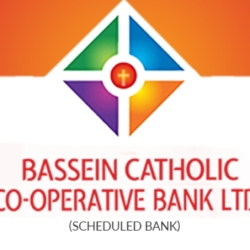 BASSEIN CATHOLIC
CO-OPERATIVE BANK LTD
(SCHEDULED BANK)